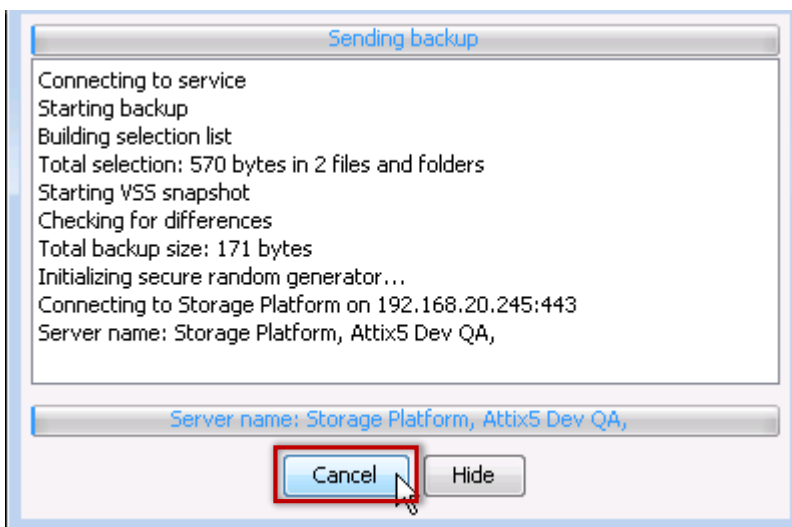 Sending backup
Connecting to service
Starting backup
Building selection list
Total selection: 570 bytes in 2 files and folders
Starting VSS snapshot
Checking for differences
Total backup size: 171 bytes
Initializing secure random generator...
Connecting to Storage Platform on 192.168.20.245:443
Server name: Storage Platform, Attix5 Dev QA,
Server name: Storage Platform, Attix5 Dev QA,
Cancel Hide